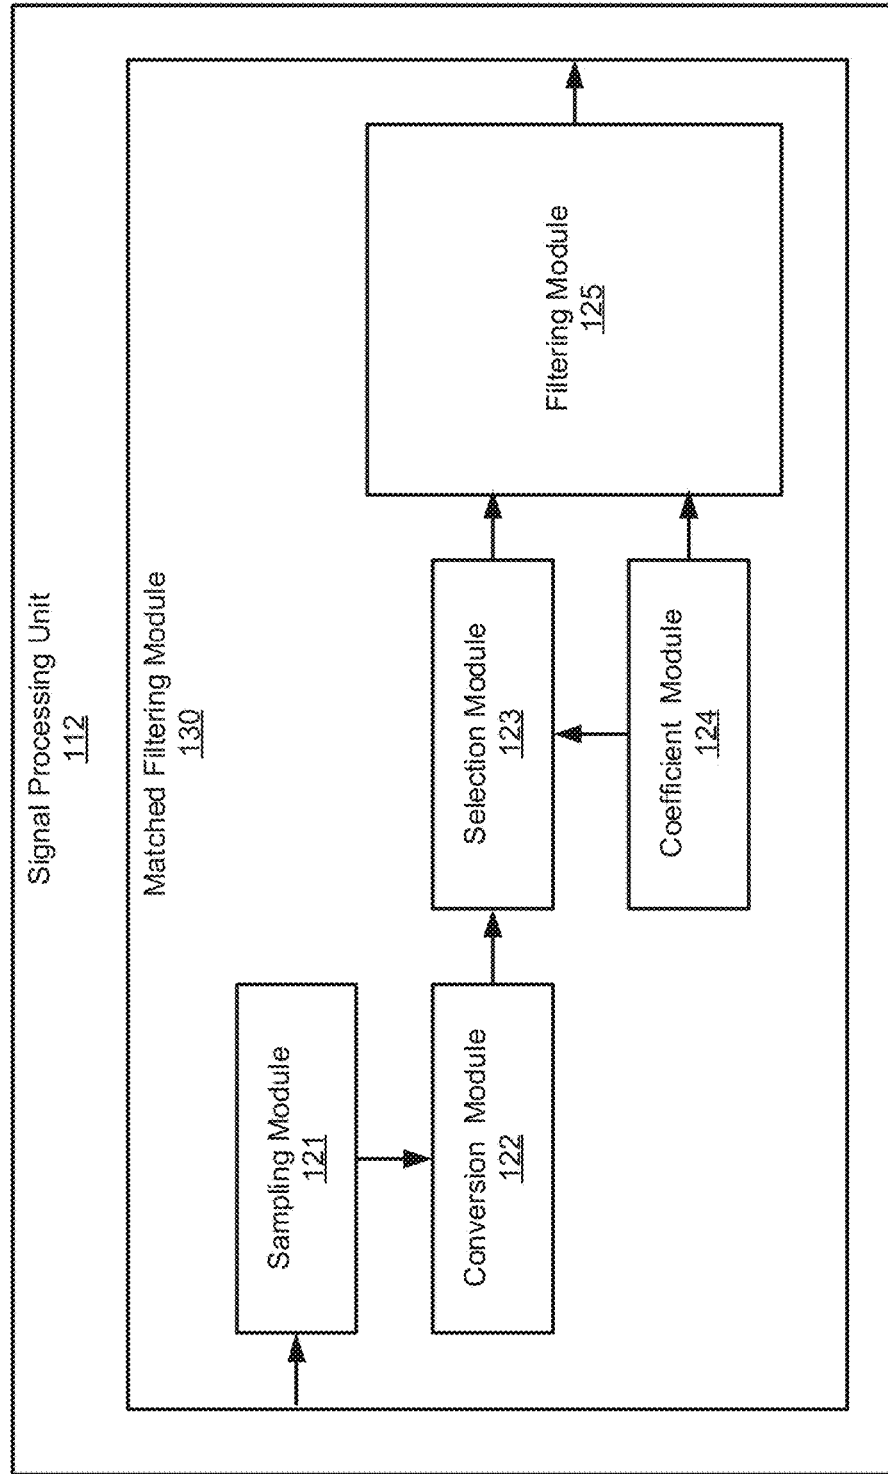 Signal Processing Unit
112
Matched Filtering Module
130
Sampling Module
121
Conversion Module
122
Selection Module
123
Coefficient Module
124
Filtering Module
125